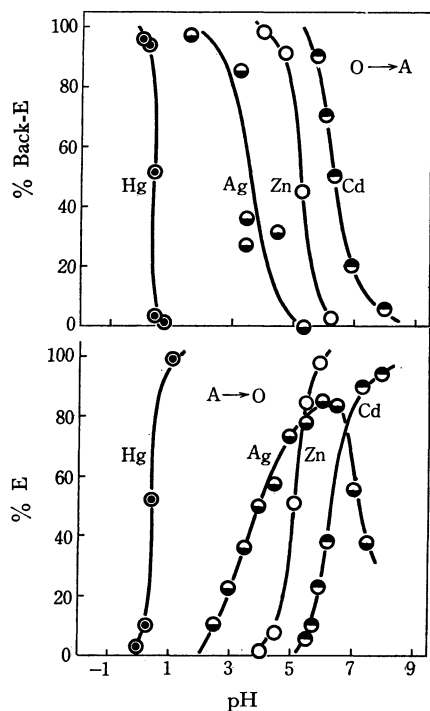 100
80
60
40
20
0
% Back-E
O→A
Hg
Ag
Zn
Cd
100
80
60
40
20
0
% E
A→O
Hg
Ag
Zn
Cd
−1 1 3 5 7 9
pH